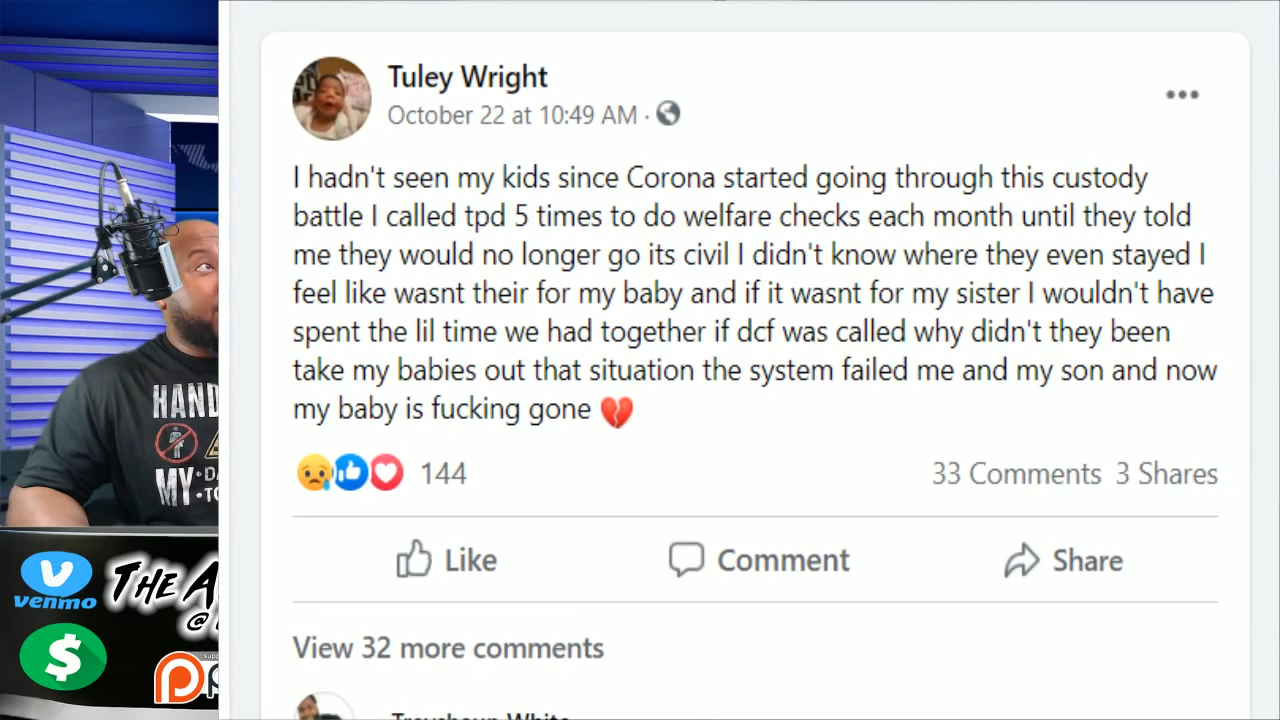 Tuley Wright
October 22 at 10:49 AM ·
I hadn't seen my kids since Corona started going through this custody
battle I called tpd 5 times to do welfare checks each month until they told
me they would no longer go its civil I didn't know where they even stayed I
feel like wasnt their for my baby and if it wasnt for my sister I wouldn't have
spent the lil time we had together if dcf was called why didn't they been
take my babies out that situation the system failed me and my son and now
my baby is fucking gone 💔
144
33 Comments 3 Shares
Like
Comment
Share
View 32 more comments
HAND
MY
venmo
THE A
@
$